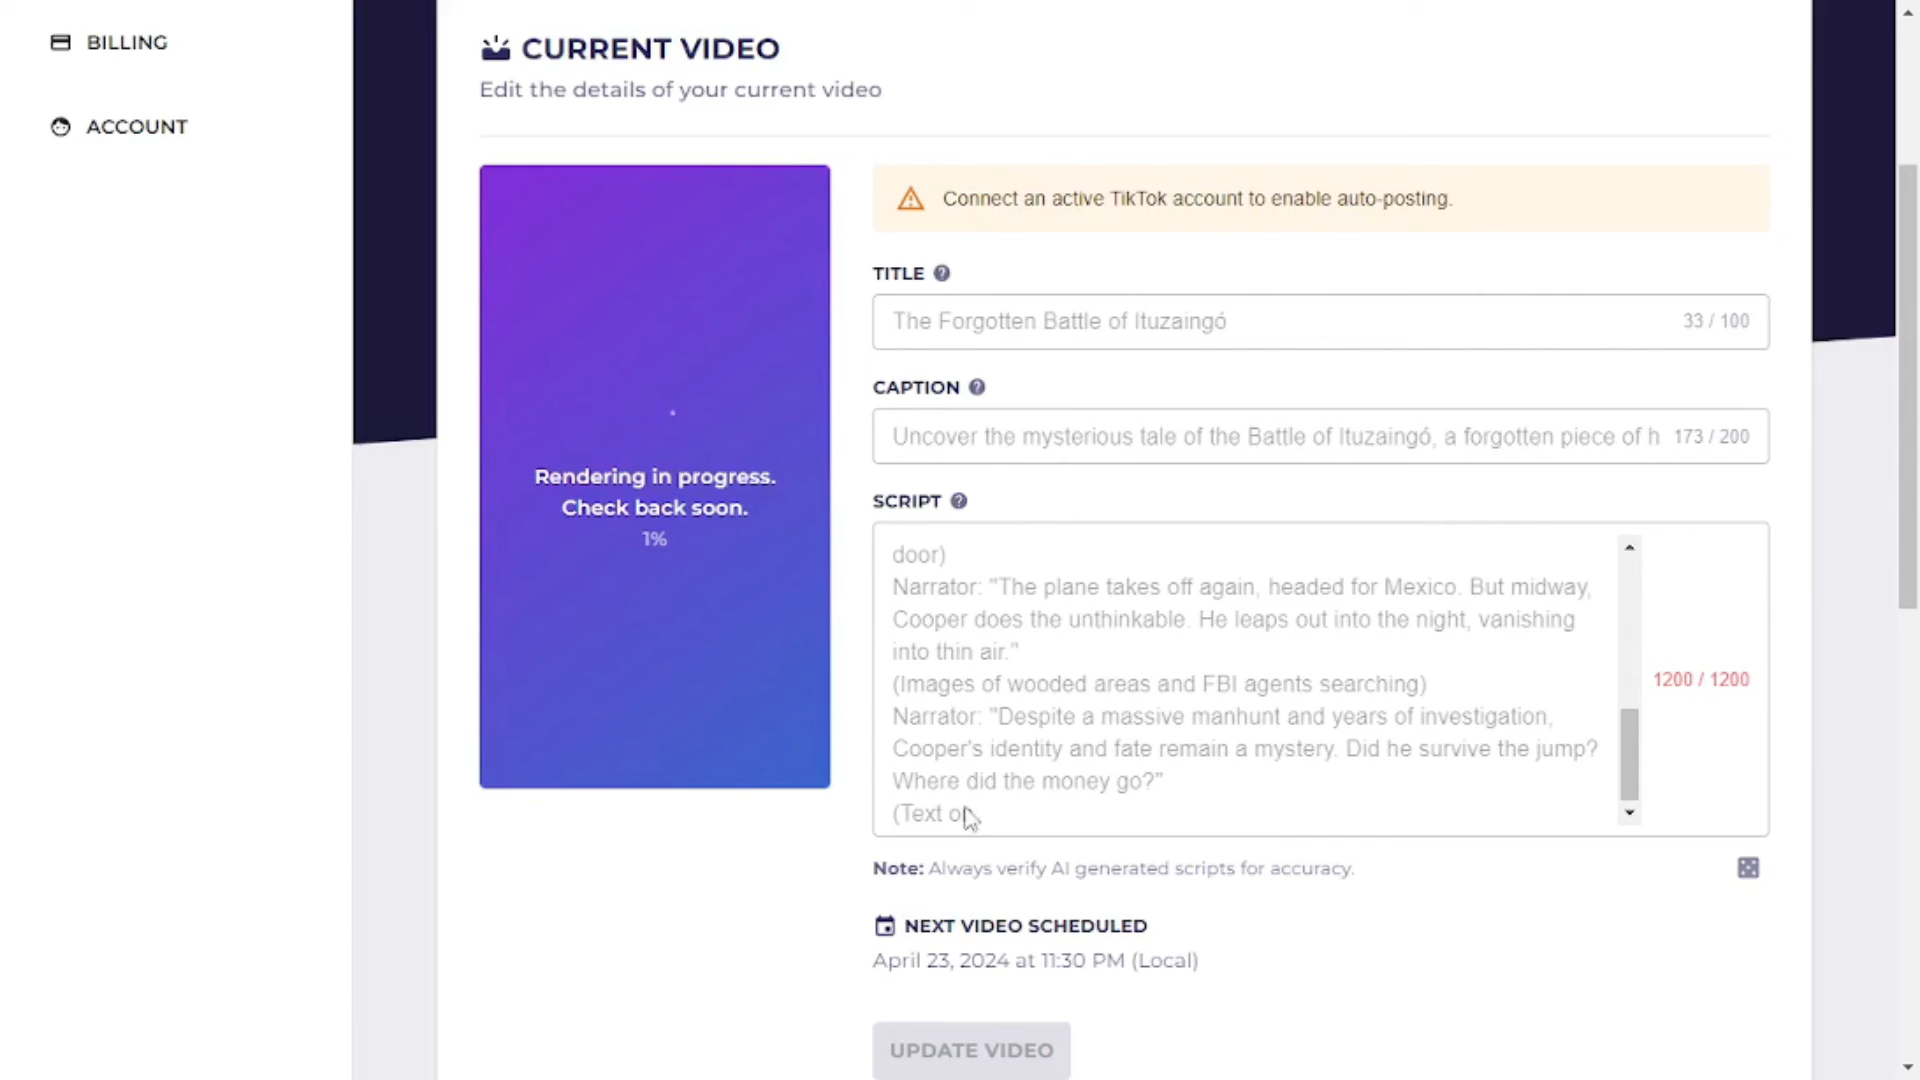 BILLING
ACCOUNT
CURRENT VIDEO
Edit the details of your current video
Rendering in progress.
Check back soon.
1%
Connect an active TikTok account to enable auto-posting.
TITLE
The Forgotten Battle of Ituzaingó 33 / 100
CAPTION
Uncover the mysterious tale of the Battle of Ituzaingó, a forgotten piece of h 173 / 200
SCRIPT
door)
Narrator: "The plane takes off again, headed for Mexico. But midway,
Cooper does the unthinkable. He leaps out into the night, vanishing
into thin air."
(Images of wooded areas and FBI agents searching)
Narrator: "Despite a massive manhunt and years of investigation,
Cooper's identity and fate remain a mystery. Did he survive the jump?
Where did the money go?"
(Text o
1200 / 1200
Note: Always verify AI generated scripts for accuracy.
NEXT VIDEO SCHEDULED
April 23, 2024 at 11:30 PM (Local)
UPDATE VIDEO